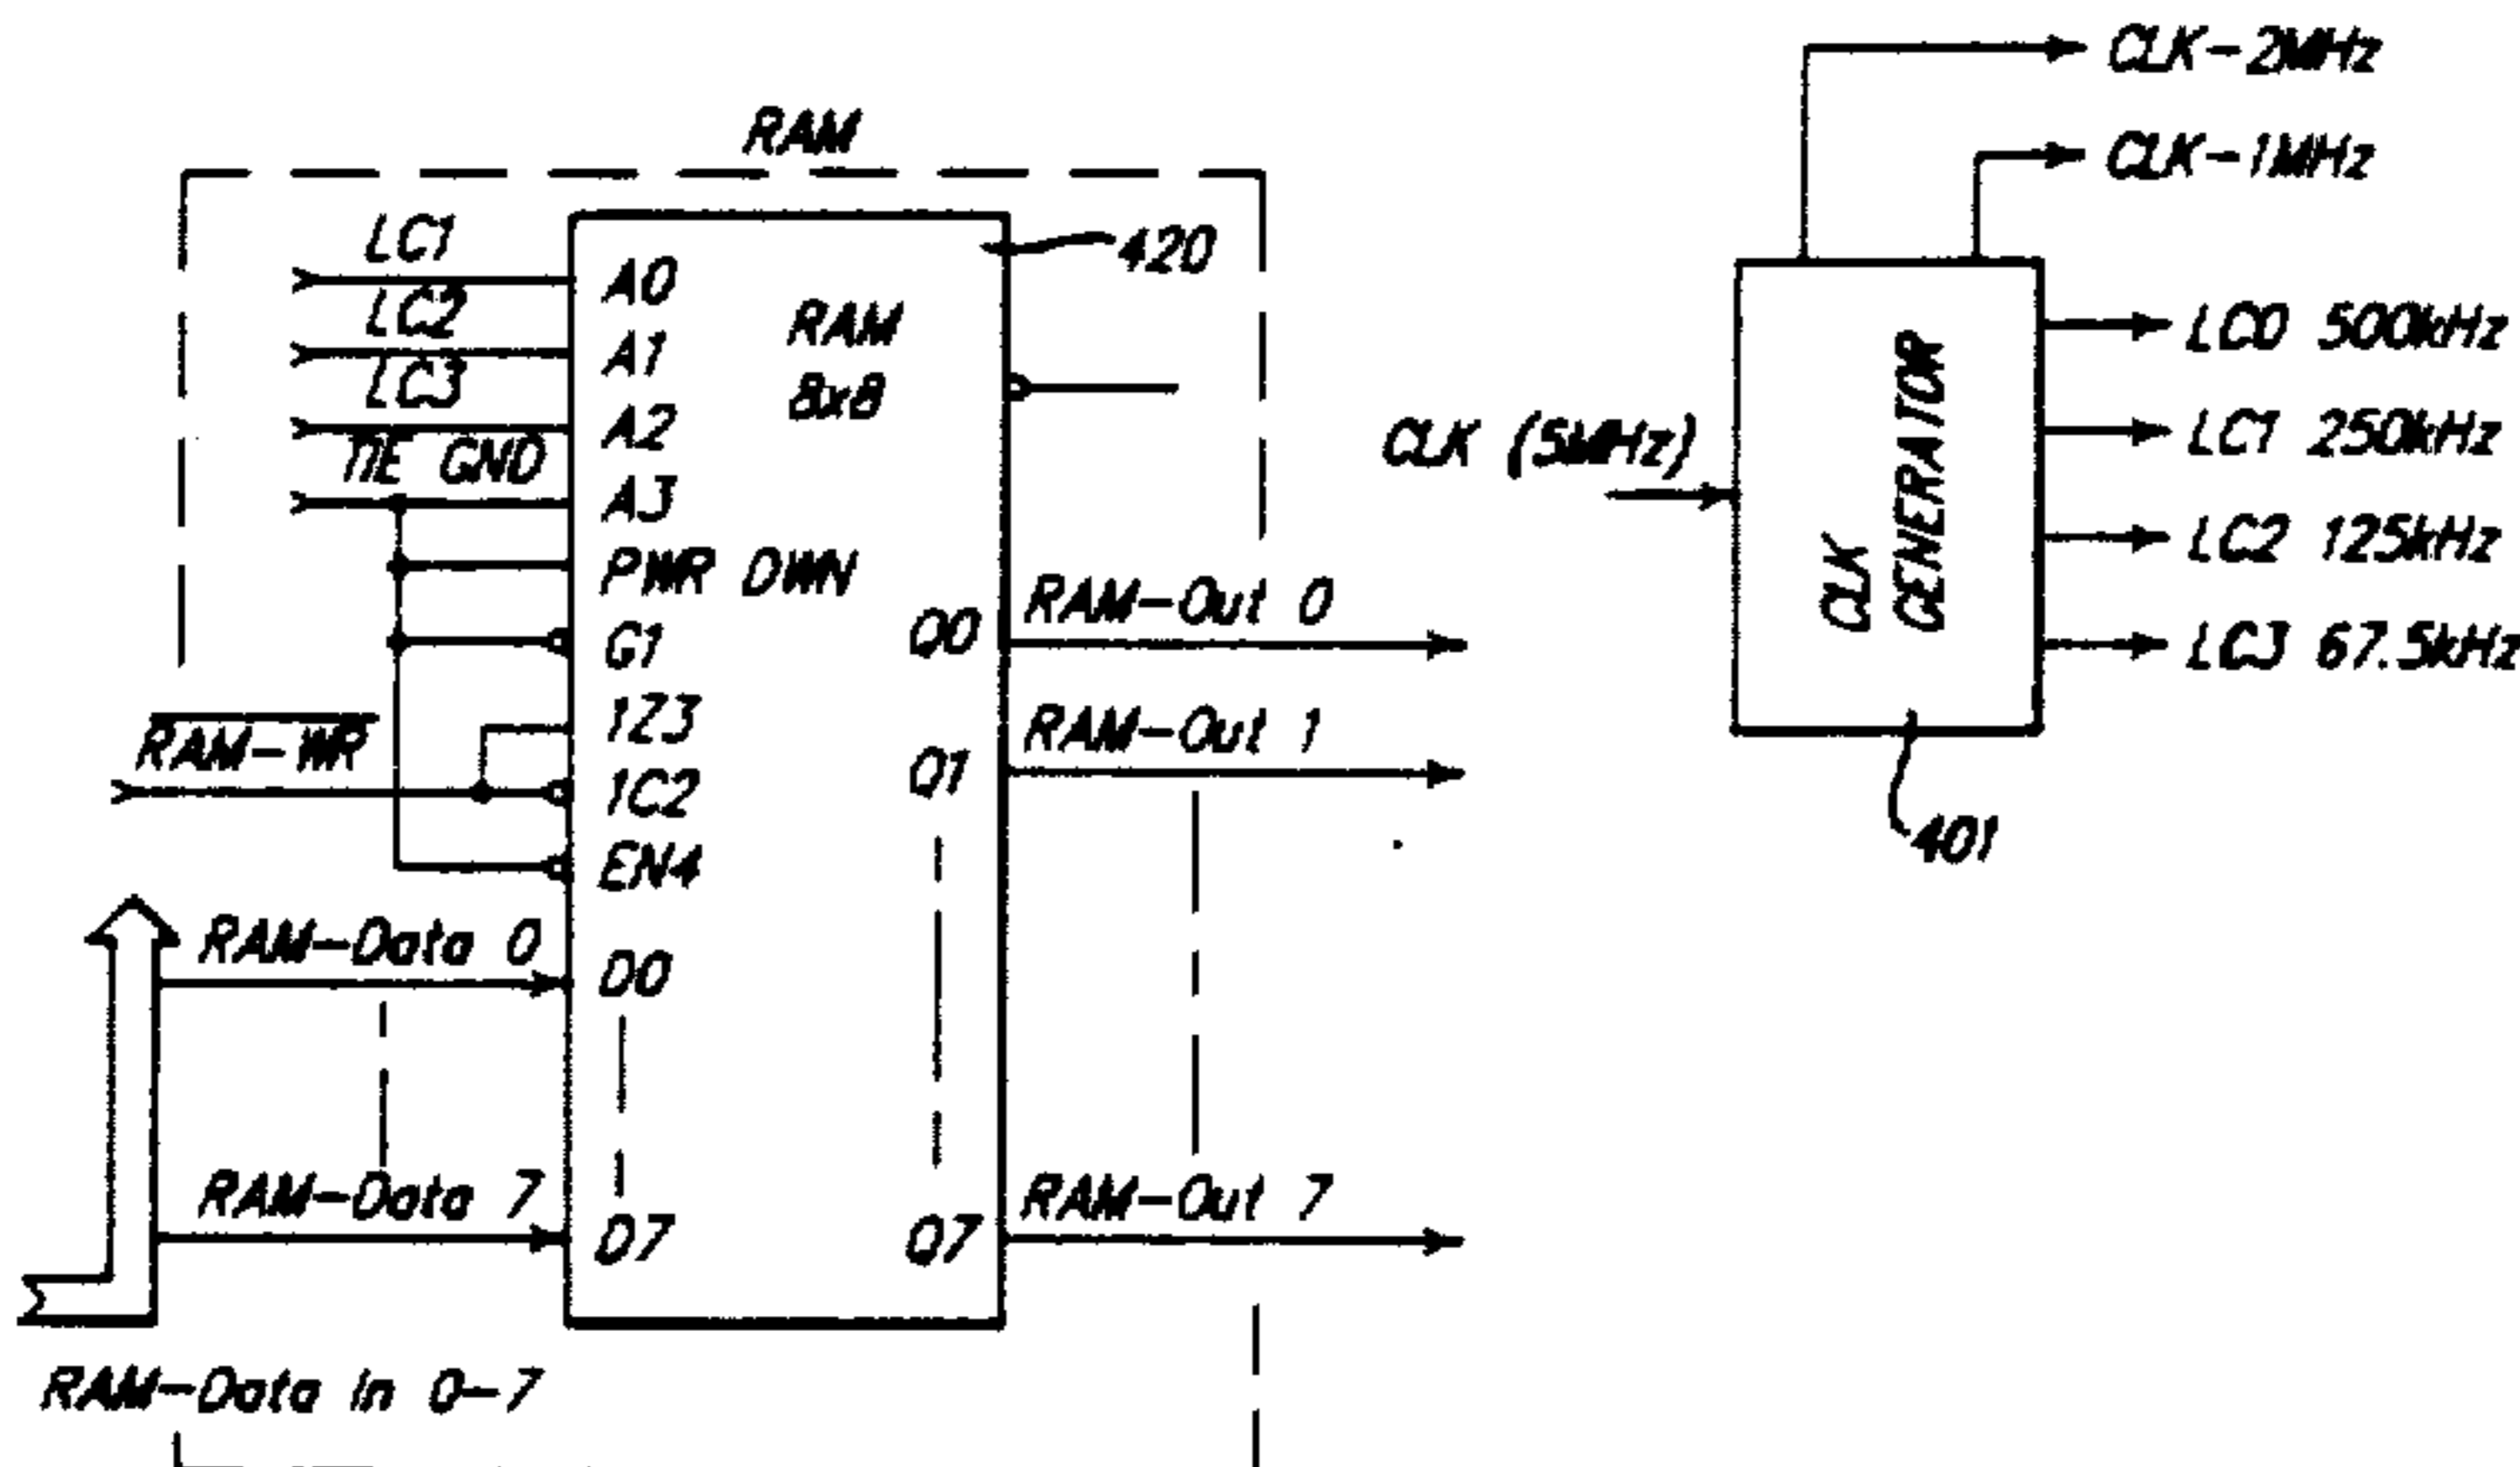 RAM
LC1
LC2
LC3
TIE GND
RAM-WR
RAM-Data 0
RAM-Data 7
RAM-Data In 0-7
A0
A1
A2
A3
PWR DWN
G1
1Z3
1C2
EN4
D0
D7
RAM
8x8
420
Q0
Q1
Q7
RAM-Out 0
RAM-Out 1
RAM-Out 7
CLK-2MHz
CLK-1MHz
CLK (5MHz)
CLK
GENERATOR
LC0 500kHz
LC1 250kHz
LC2 125kHz
LC3 67.5kHz
401